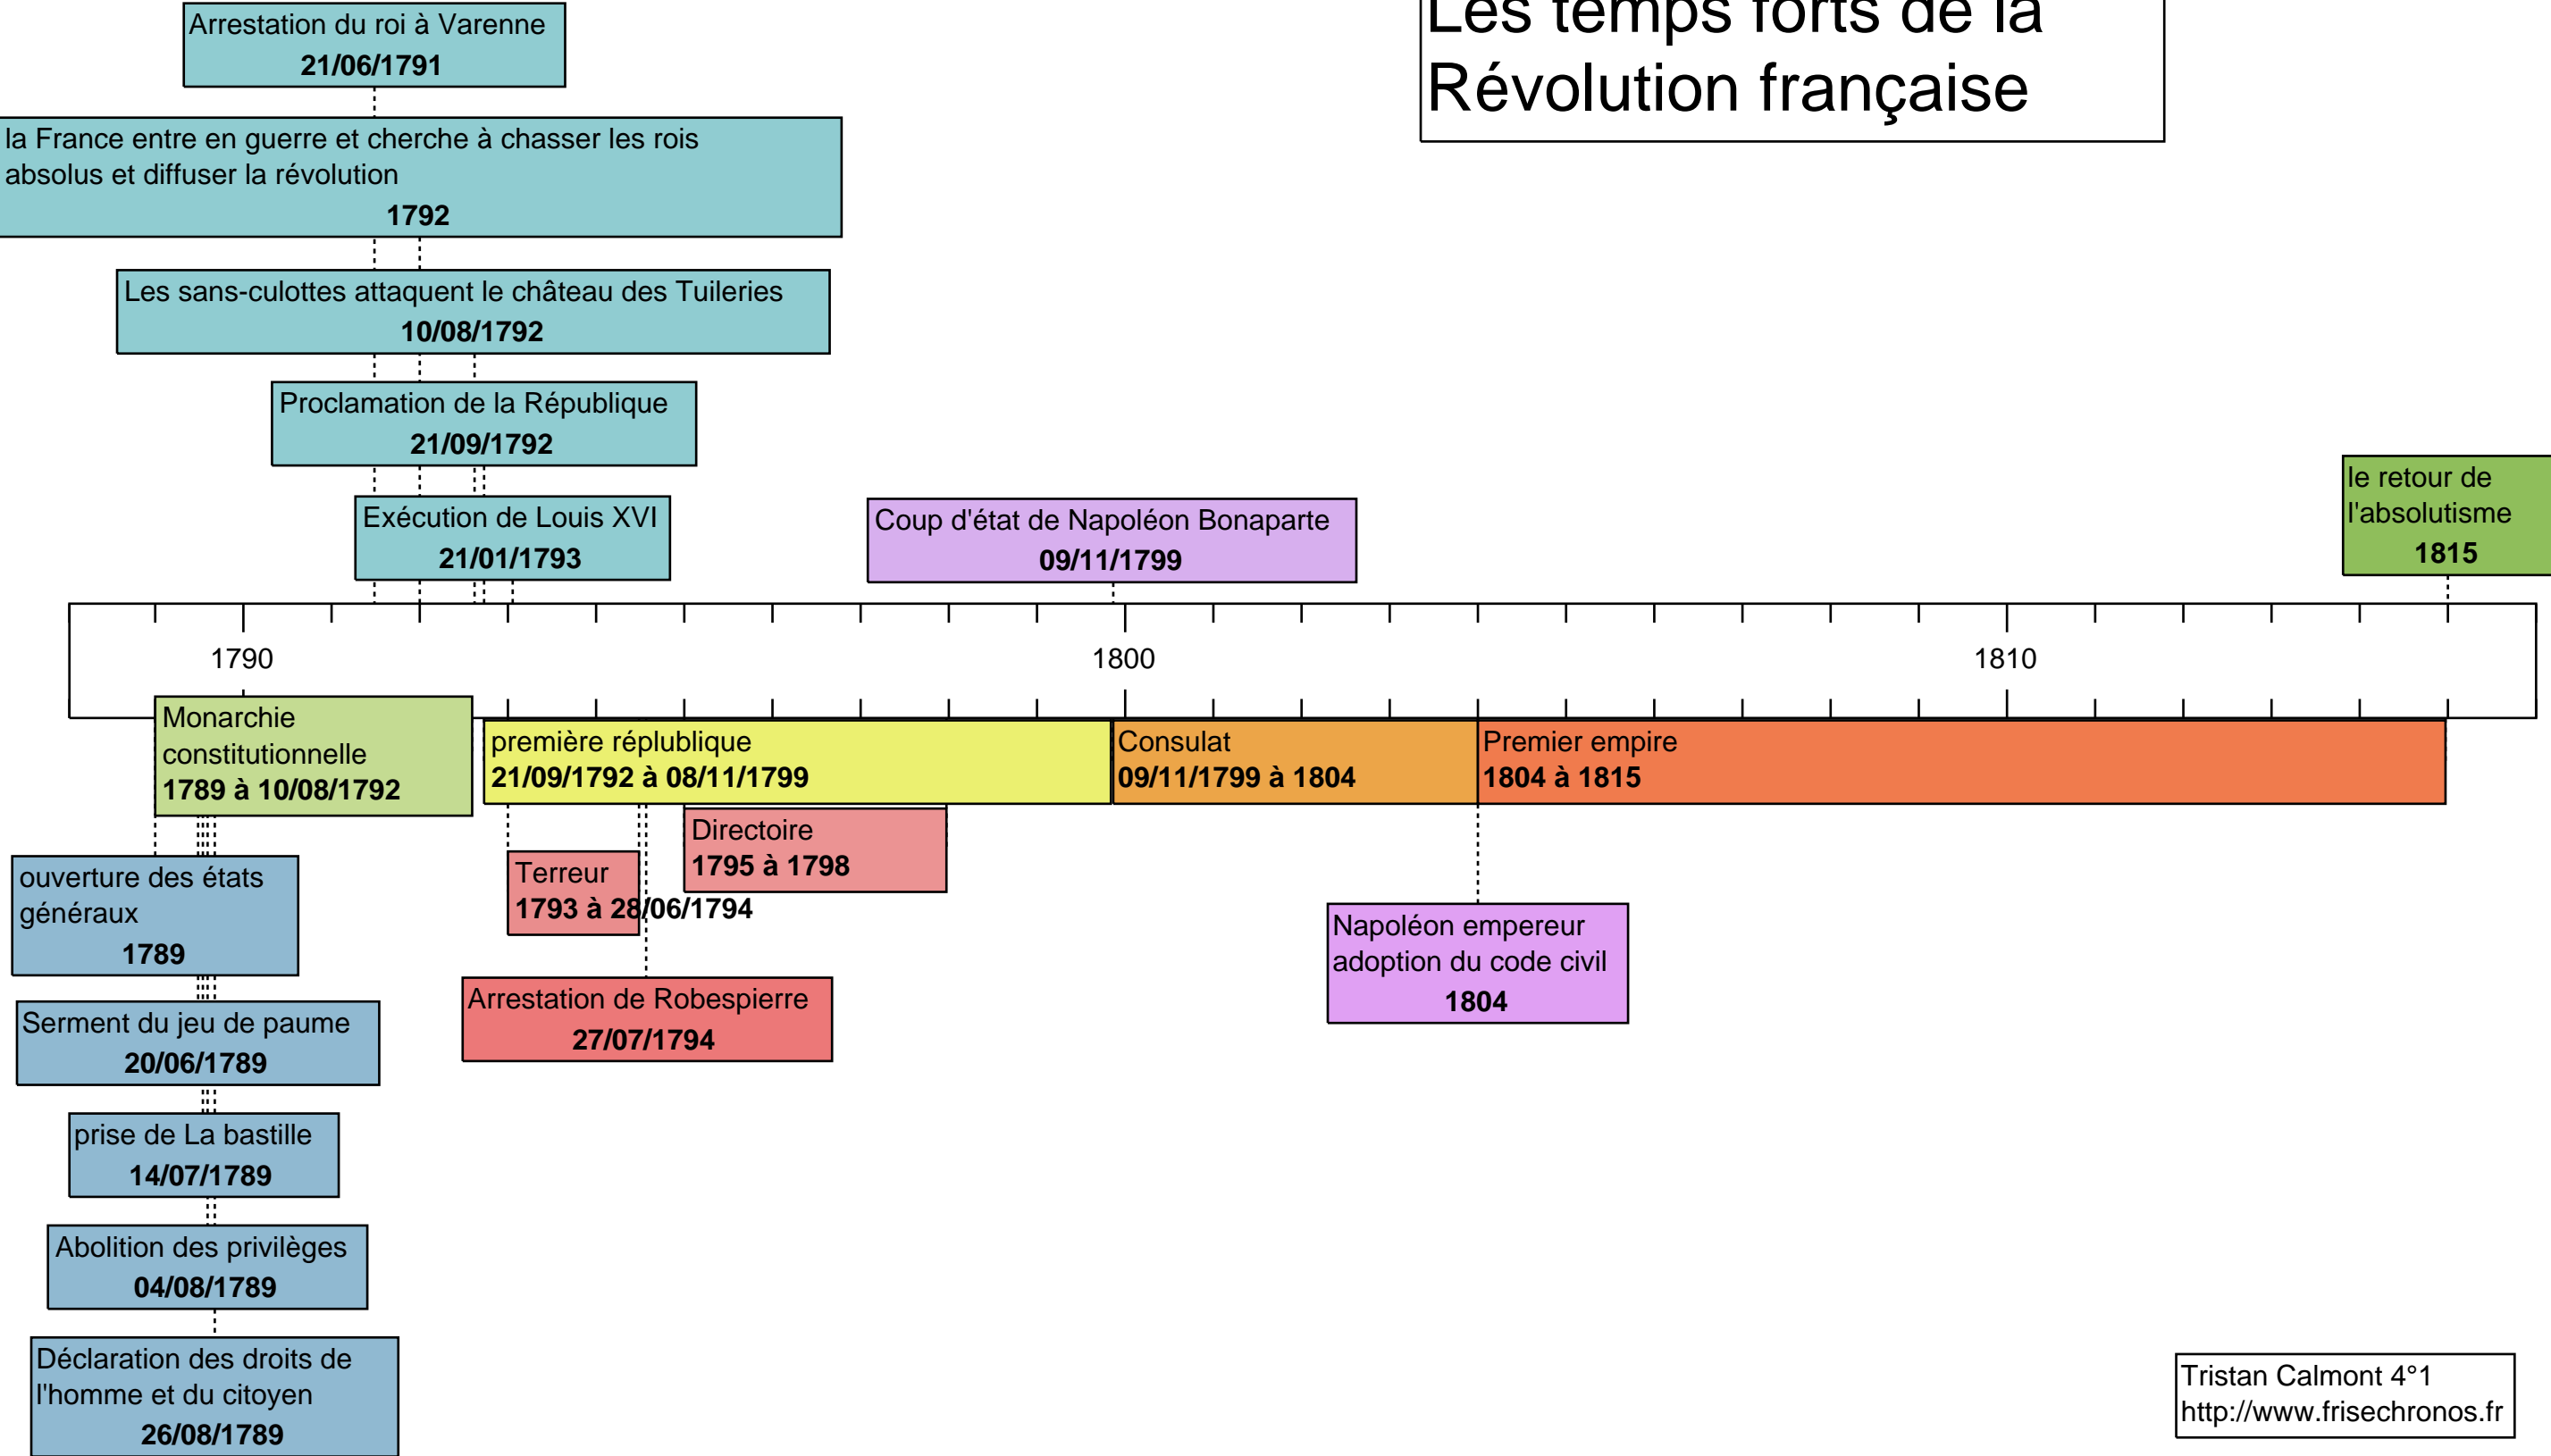 Les temps forts de la
Révolution française
Arrestation du roi à Varenne
21/06/1791
la France entre en guerre et cherche à chasser les rois
absolus et diffuser la révolution
1792
Les sans-culottes attaquent le château des Tuileries
10/08/1792
Proclamation de la République
21/09/1792
Exécution de Louis XVI
21/01/1793
Coup d'état de Napoléon Bonaparte
09/11/1799
le retour de
l'absolutisme
1815
1790
1800
1810
Monarchie
constitutionnelle
1789 à 10/08/1792
première réplublique
21/09/1792 à 08/11/1799
Consulat
09/11/1799 à 1804
Premier empire
1804 à 1815
Directoire
1795 à 1798
Terreur
1793 à 28/06/1794
Arrestation de Robespierre
27/07/1794
Napoléon empereur
adoption du code civil
1804
ouverture des états
généraux
1789
Serment du jeu de paume
20/06/1789
prise de La bastille
14/07/1789
Abolition des privilèges
04/08/1789
Déclaration des droits de
l'homme et du citoyen
26/08/1789
Tristan Calmont 4°1
http://www.frisechronos.fr